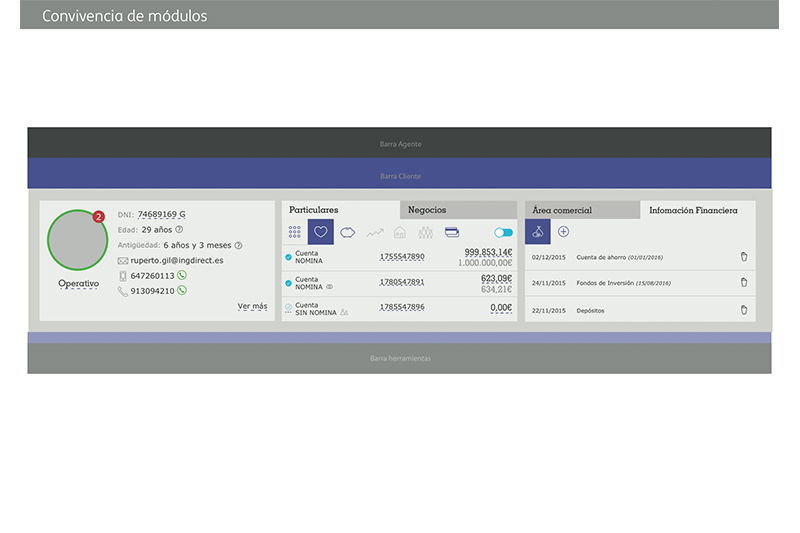 Convivencia de módulos
Barra Agente
Barra Cliente
2
DNI: 74689169 G
Edad: 29 años
Antigüedad: 6 años y 3 meses
ruperto.gil@ingdirect.es
647260113
913094210
Operativo
Ver más
Particulares
Negocios
Cuenta
NOMINA
1755547890
999.853,14€
1.000.000,00€
Cuenta
NOMINA
1780547891
623,09€
634,21€
Cuenta
SIN NOMINA
1785547896
0,00€
Área comercial
Infomación Financiera
02/12/2015 Cuenta de ahorro (01/01/2016)
24/11/2015 Fondos de Inversión (15/08/2016)
22/11/2015 Depósitos
Barra herramientas